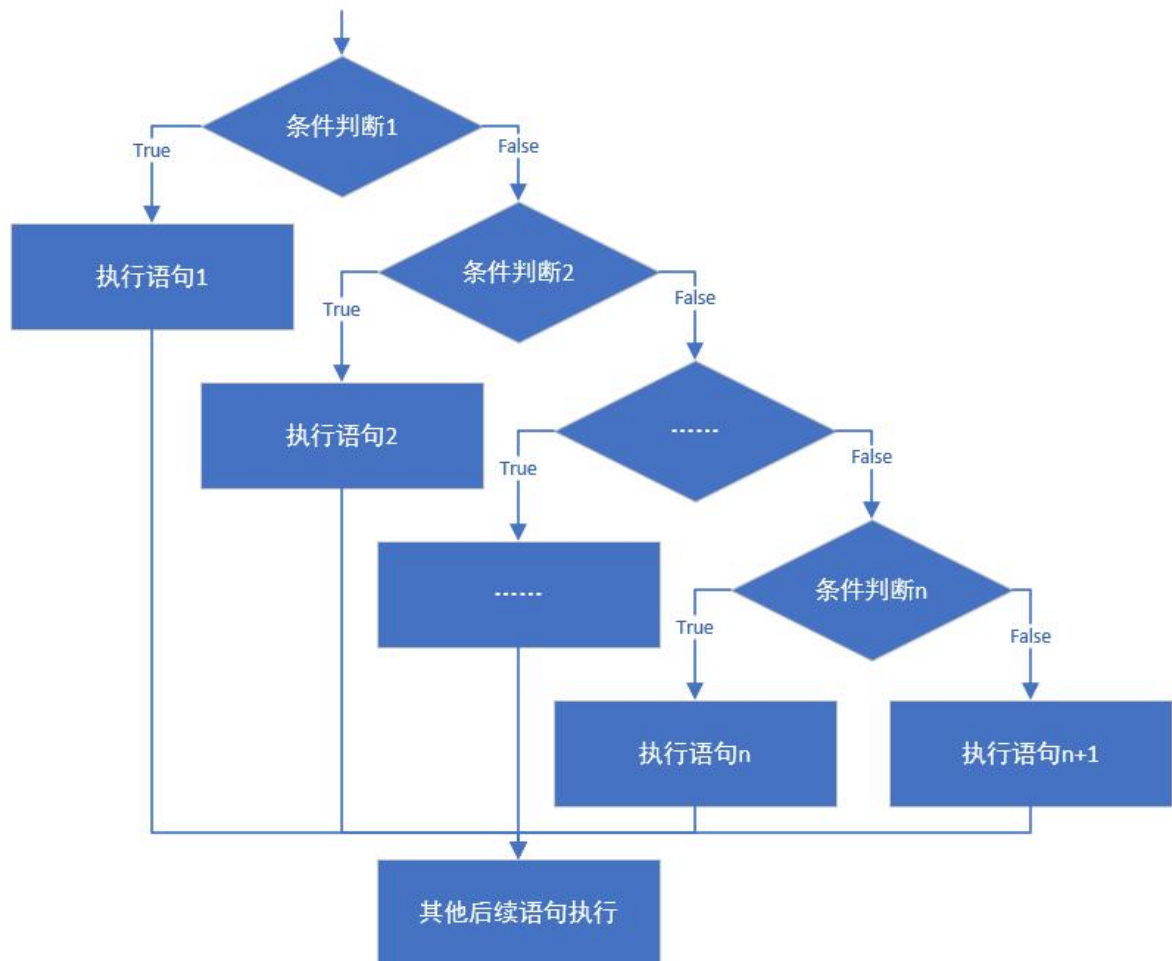 条件判断1
True
False
执行语句1
条件判断2
True
False
执行语句2
------
True
False
------
条件判断n
True
False
执行语句n
执行语句n+1
其他后续语句执行